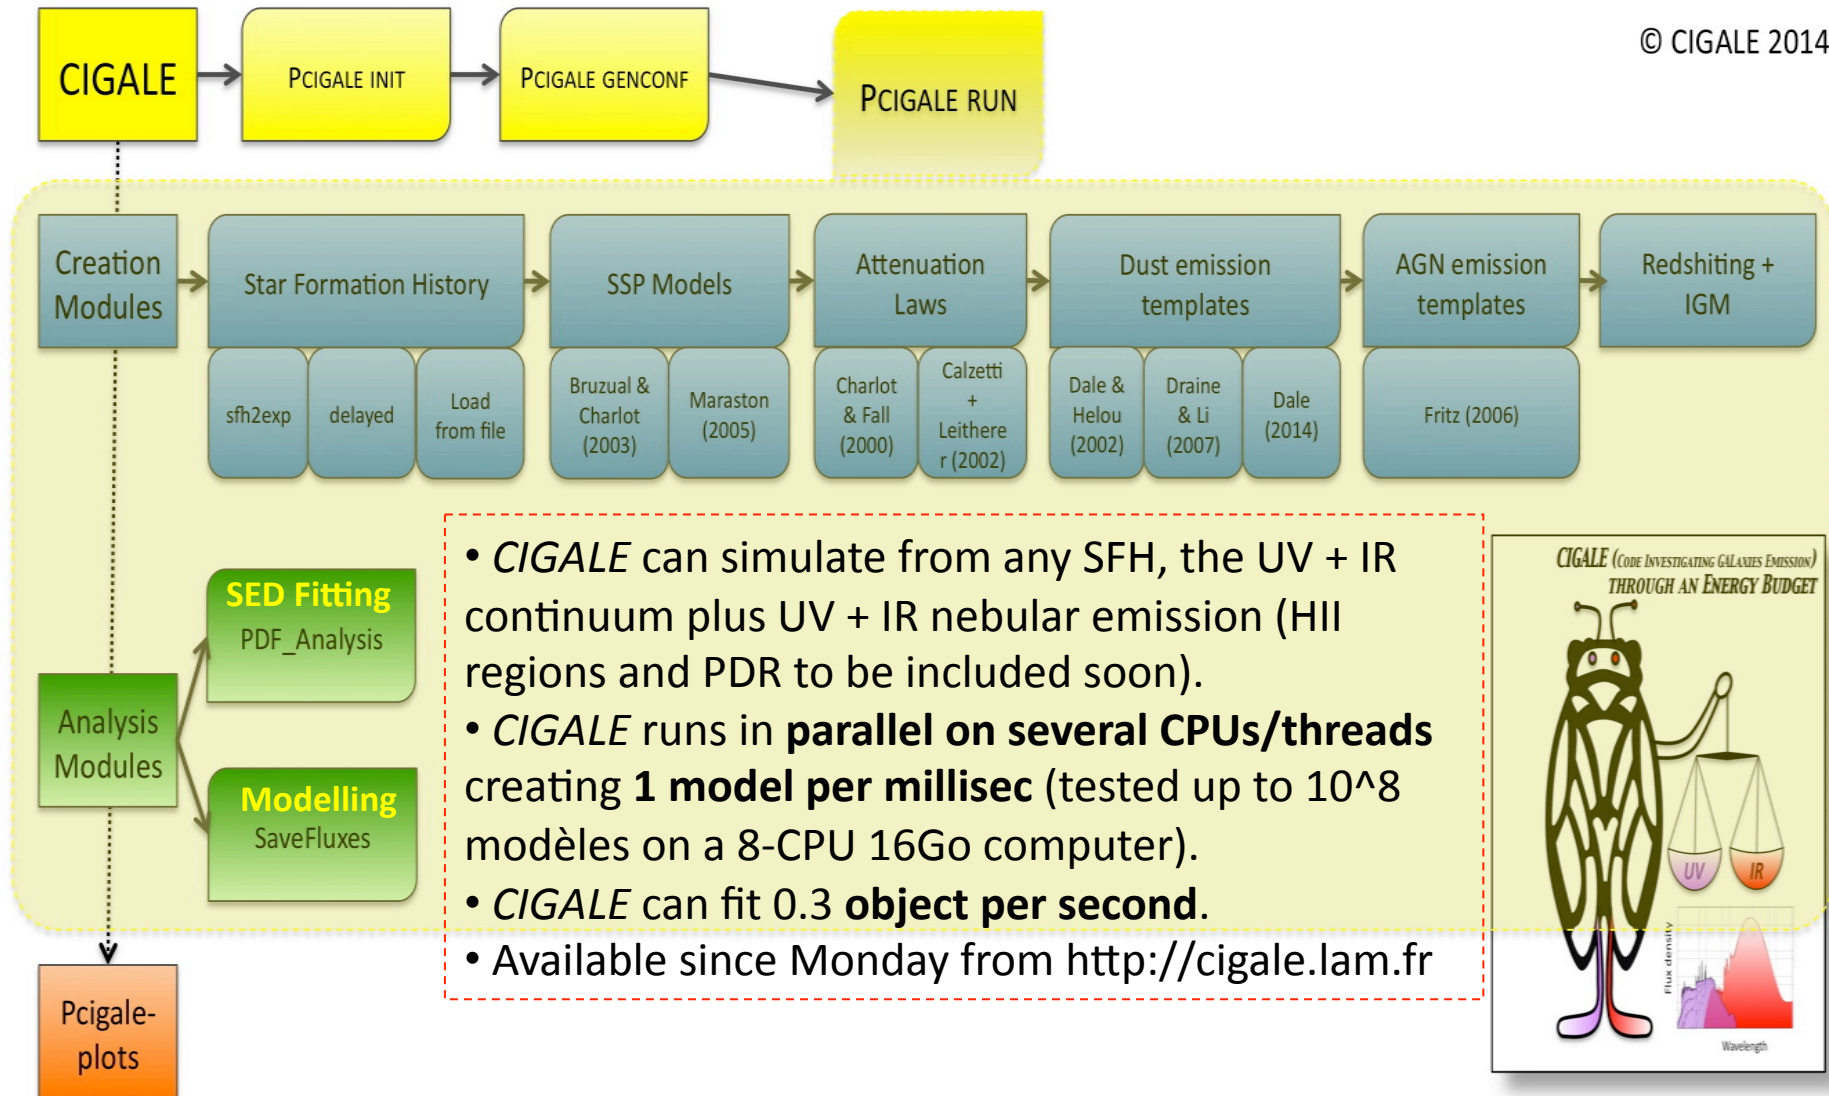 © CIGALE 2014
CIGALE
PCIGALE INIT
PCIGALE GENCONF
PCIGALE RUN
Creation
Modules
Star Formation History
SSP Models
Attenuation
Laws
Dust emission
templates
AGN emission
templates
Redshiting +
IGM
sfh2exp
delayed
Load
from file
Bruzual &
Charlot
(2003)
Maraston
(2005)
Charlot
& Fall
(2000)
Calzetti
+
Leithere
r (2002)
Dale &
Helou
(2002)
Draine
& Li
(2007)
Dale
(2014)
Fritz (2006)
SED Fitting
PDF_Analysis
Analysis
Modules
Modelling
SaveFluxes
Pcigale-
plots
• CIGALE can simulate from any SFH, the UV + IR
continuum plus UV + IR nebular emission (HII
regions and PDR to be included soon).
• CIGALE runs in parallel on several CPUs/threads
creating 1 model per millisec (tested up to 10^8
modèles on a 8-CPU 16Go computer).
• CIGALE can fit 0.3 object per second.
• Available since Monday from http://cigale.lam.fr
CIGALE (CODE INVESTIGATING GALAXIES EMISSION)
THROUGH AN ENERGY BUDGET
UV
IR
Flux density
Wavelength